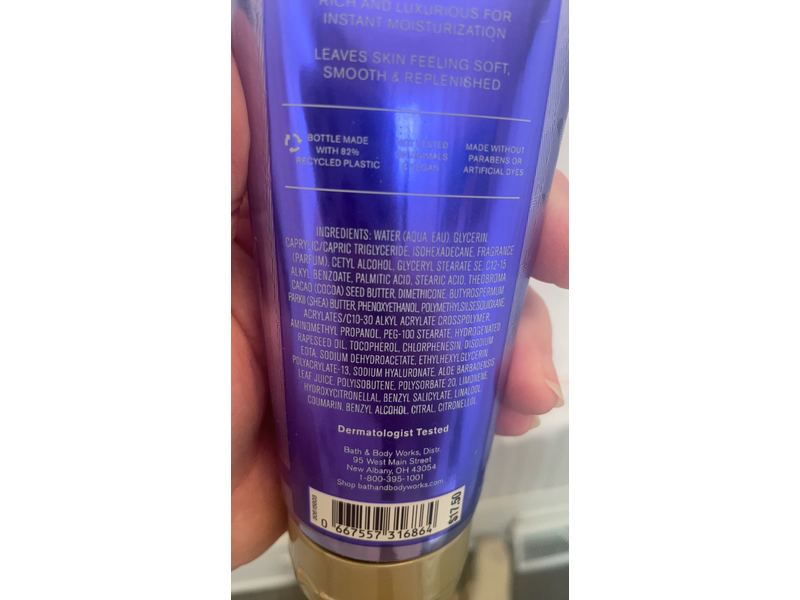 RICH AND LUXURIOUS FOR
INSTANT MOISTURIZATION
LEAVES SKIN FEELING SOFT,
SMOOTH & REPLENISHED
BOTTLE MADE
WITH 82%
RECYCLED PLASTIC
TESTED
ANIMALS
VEGAN
MADE WITHOUT
PARABENS OR
ARTIFICIAL DYES
INGREDIENTS: WATER (AQUA, EAU), GLYCERIN,
CAPRYLIC/CAPRIC TRIGLYCERIDE, ISOHEXADECANE, FRAGRANCE
(PARFUM), CETYL ALCOHOL, GLYCERYL STEARATE SE, C12-15
ALKYL BENZOATE, PALMITIC ACID, STEARIC ACID, THEOBROMA
CACAO (COCOA) SEED BUTTER, DIMETHICONE, BUTYROSPERMUM
PARKII (SHEA) BUTTER, PHENOXYETHANOL, POLYMETHYLSILSESQUIOXANE,
ACRYLATES/C10-30 ALKYL ACRYLATE CROSSPOLYMER,
AMINOMETHYL PROPANOL, PEG-100 STEARATE, HYDROGENATED
RAPESEED OIL, TOCOPHEROL, CHLORPHENESIN, DISODIUM
EDTA, SODIUM DEHYDROACETATE, ETHYLHEXYLGLYCERIN,
POLYACRYLATE-13, SODIUM HYALURONATE, ALOE BARBADENSIS
LEAF JUICE, POLYISOBUTENE, POLYSORBATE 20, LIMONENE,
HYDROXYCITRONELLAL, BENZYL SALICYLATE, LINALOOL,
COUMARIN, BENZYL ALCOHOL, CITRAL, CITRONELLOL
Dermatologist Tested
Bath & Body Works, Distr.
95 West Main Street
New Albany, OH 43054
1-800-395-1001
Shop bathandbodyworks.com
0 667557 316864
$17.50